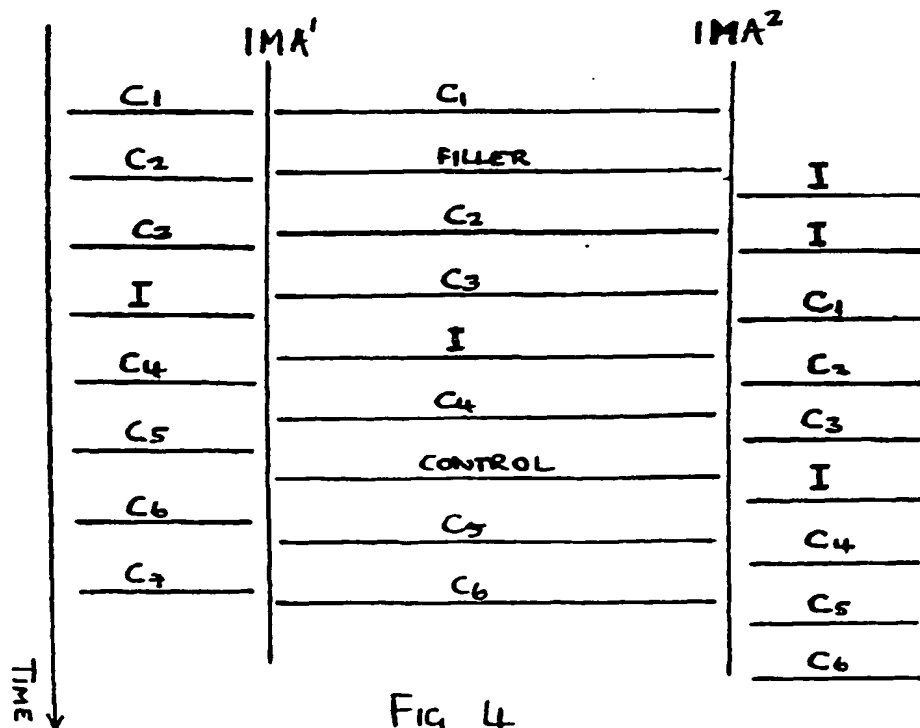 IMA¹ IMA²
C1 C1
C2 FILLER I
C3 C2 I
I C3 C1
C4 I C2
C5 C4 C3
C6 CONTROL I
C7 C5 C4
C6 C5
C6
TIME
FIG 4